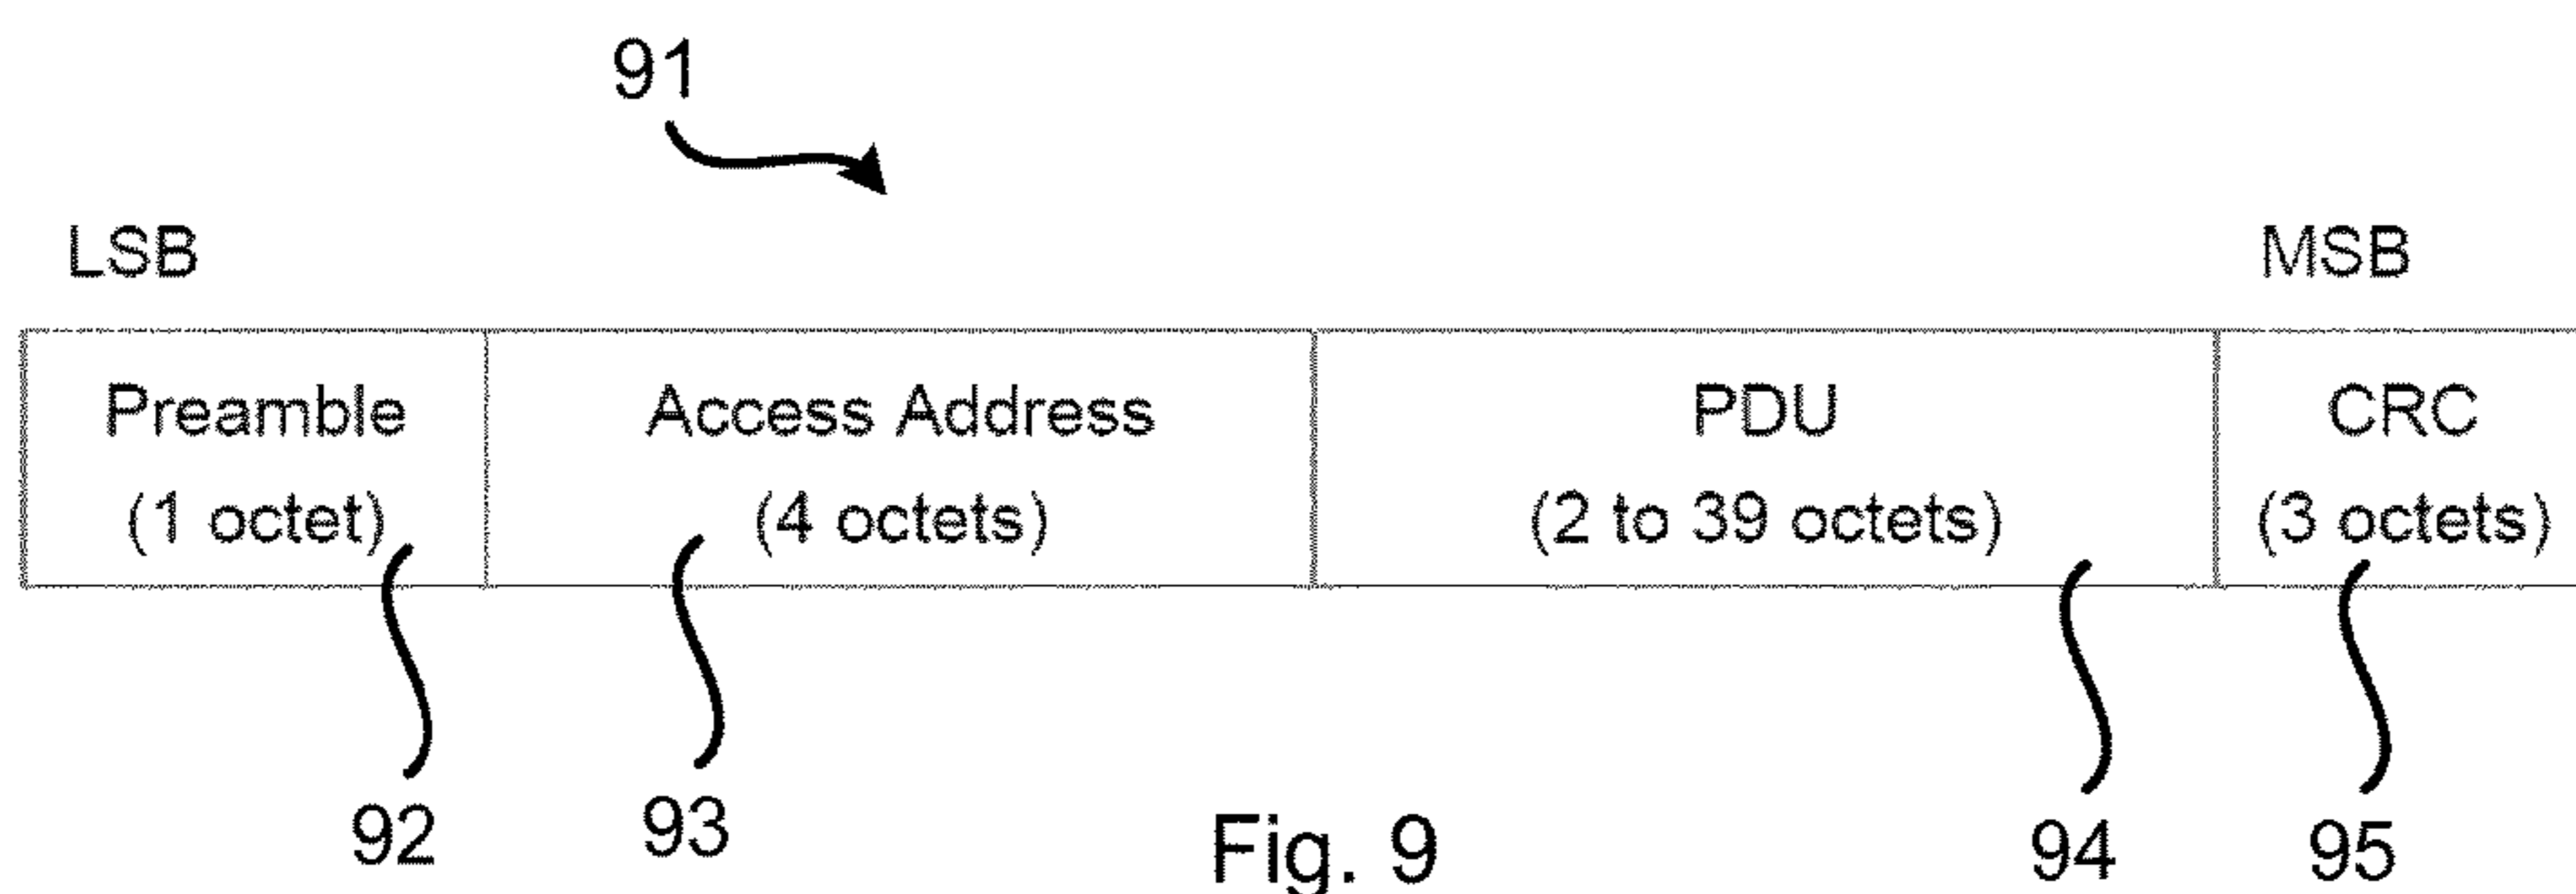 91
LSB MSB
Preamble Access Address PDU CRC
(1 octet) (4 octets) (2 to 39 octets) (3 octets)
92 93 94 95
Fig. 9